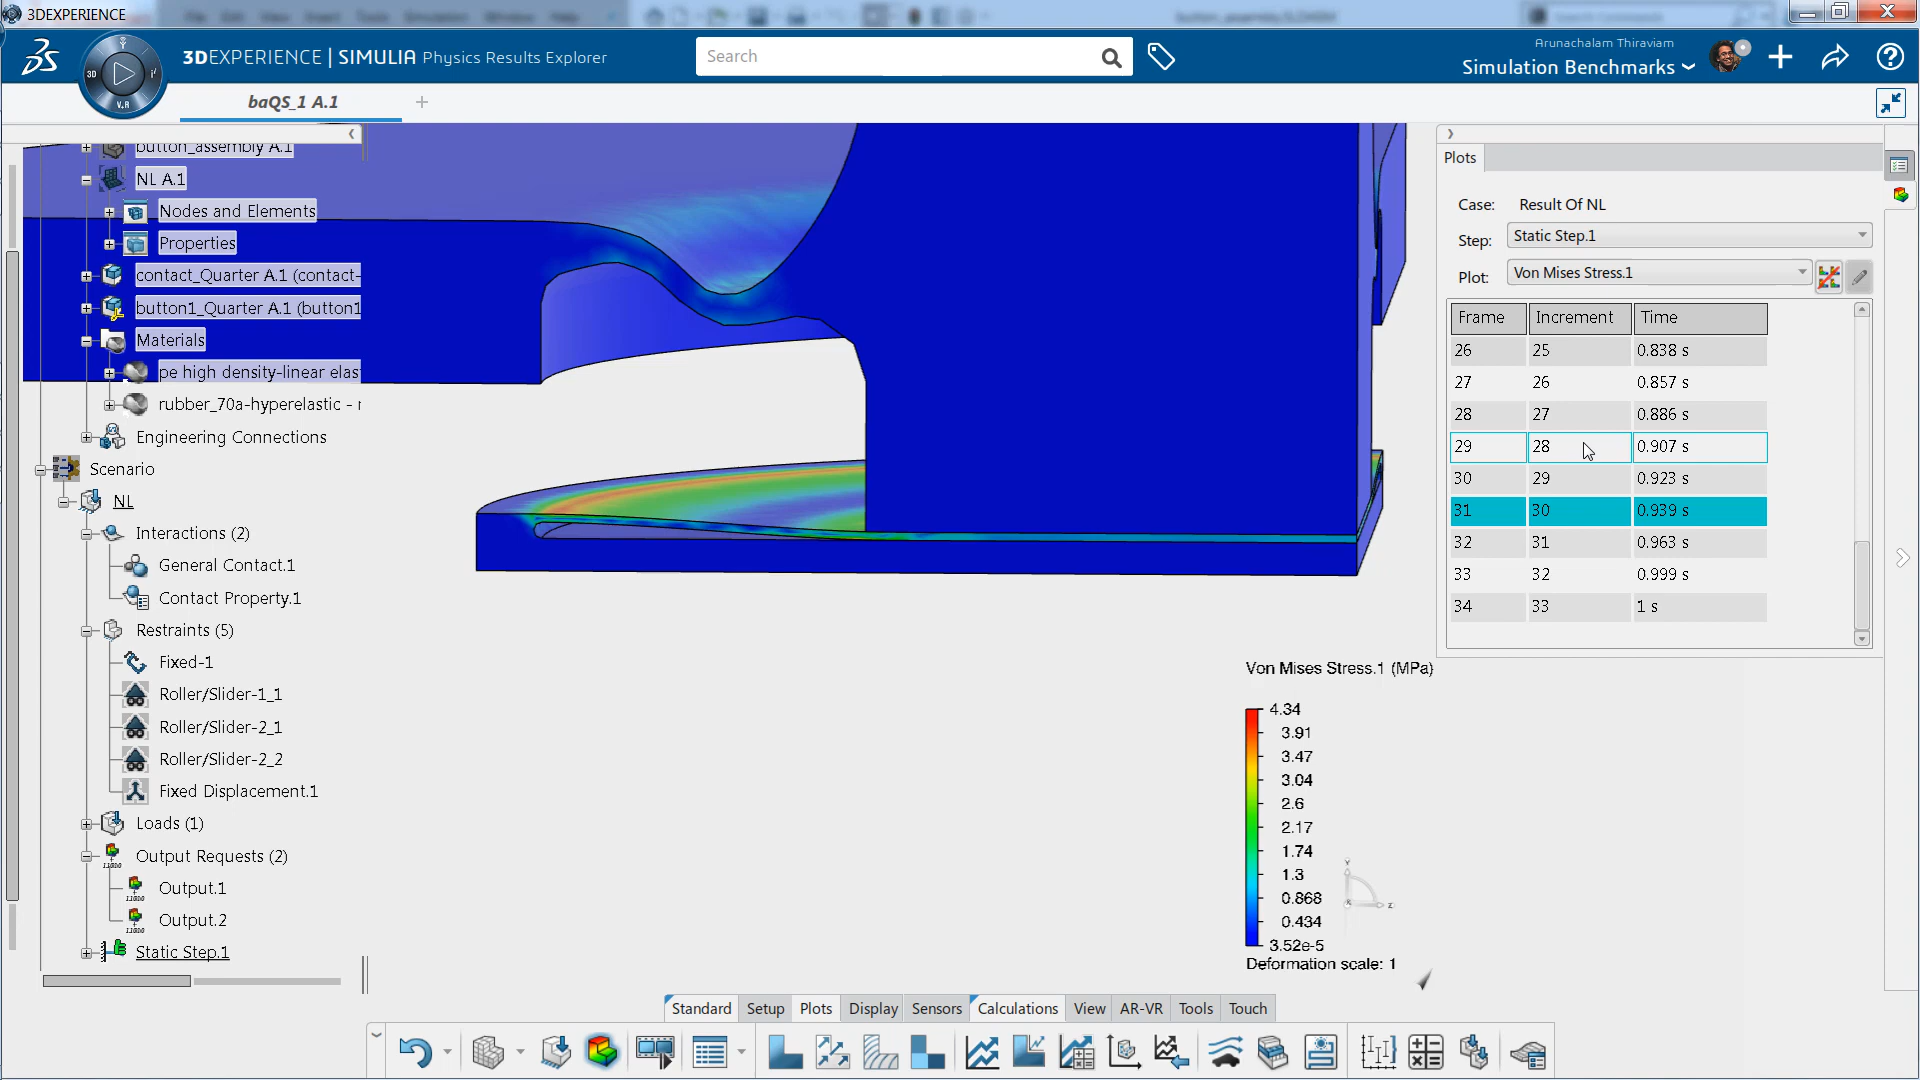 3DEXPERIENCE
button_assembly.SLDASM
3DEXPERIENCE | SIMULIA Physics Results Explorer
Search
Arunachalam Thiraviam
Simulation Benchmarks
3D
V.R
baQS_1 A.1
button_assembly A.1
NL A.1
Nodes and Elements
Properties
contact_Quarter A.1 (contact-
button1_Quarter A.1 (button1
Materials
pe high density-linear elas
rubber_70a-hyperelastic - r
Engineering Connections
Scenario
NL
Interactions (2)
General Contact.1
Contact Property.1
Restraints (5)
Fixed-1
Roller/Slider-1_1
Roller/Slider-2_1
Roller/Slider-2_2
Fixed Displacement.1
Loads (1)
Output Requests (2)
Output.1
Output.2
Static Step.1
Plots
Case: Result Of NL
Step: Static Step.1
Plot: Von Mises Stress.1
Frame Increment Time
26 25 0.838 s
27 26 0.857 s
28 27 0.886 s
29 28 0.907 s
30 29 0.923 s
31 30 0.939 s
32 31 0.963 s
33 32 0.999 s
34 33 1 s
Von Mises Stress.1 (MPa)
4.34
3.91
3.47
3.04
2.6
2.17
1.74
1.3
0.868
0.434
3.52e-5
Deformation scale: 1
Y
X
Z
Standard Setup Plots Display Sensors Calculations View AR-VR Tools Touch